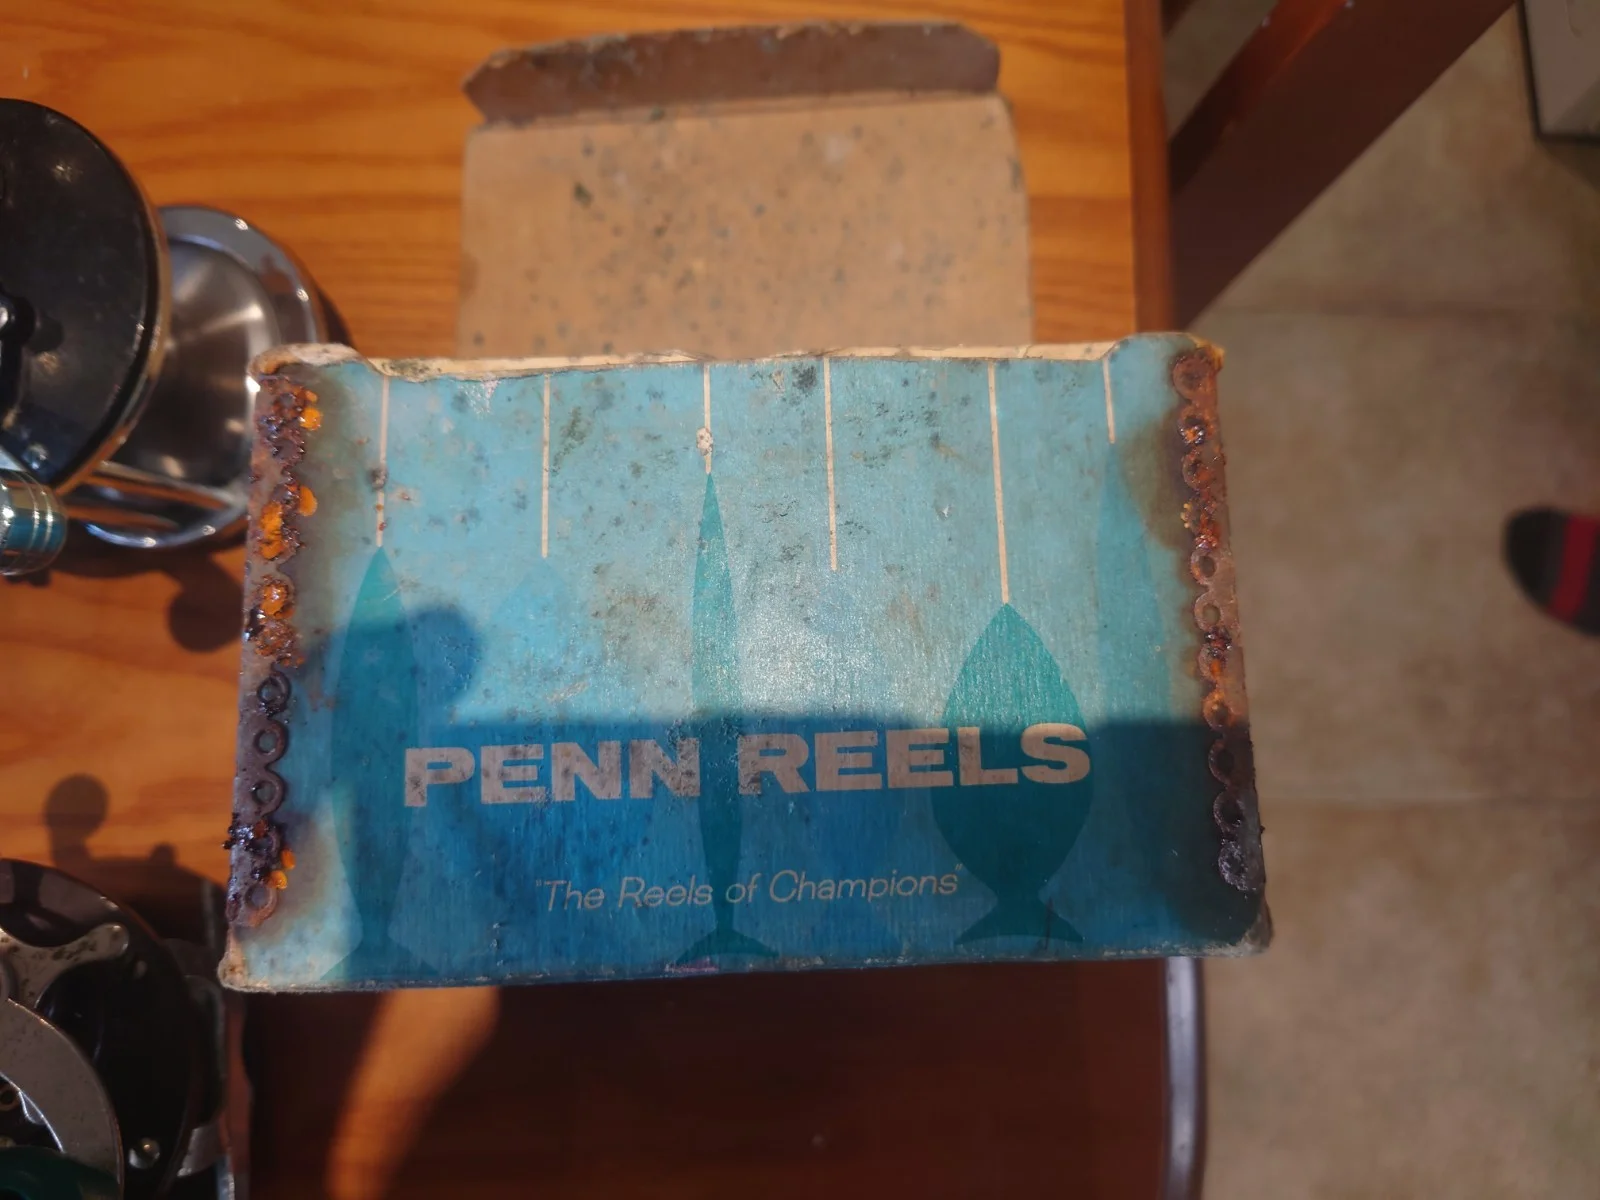 PENN REELS
"The Reels of Champions"